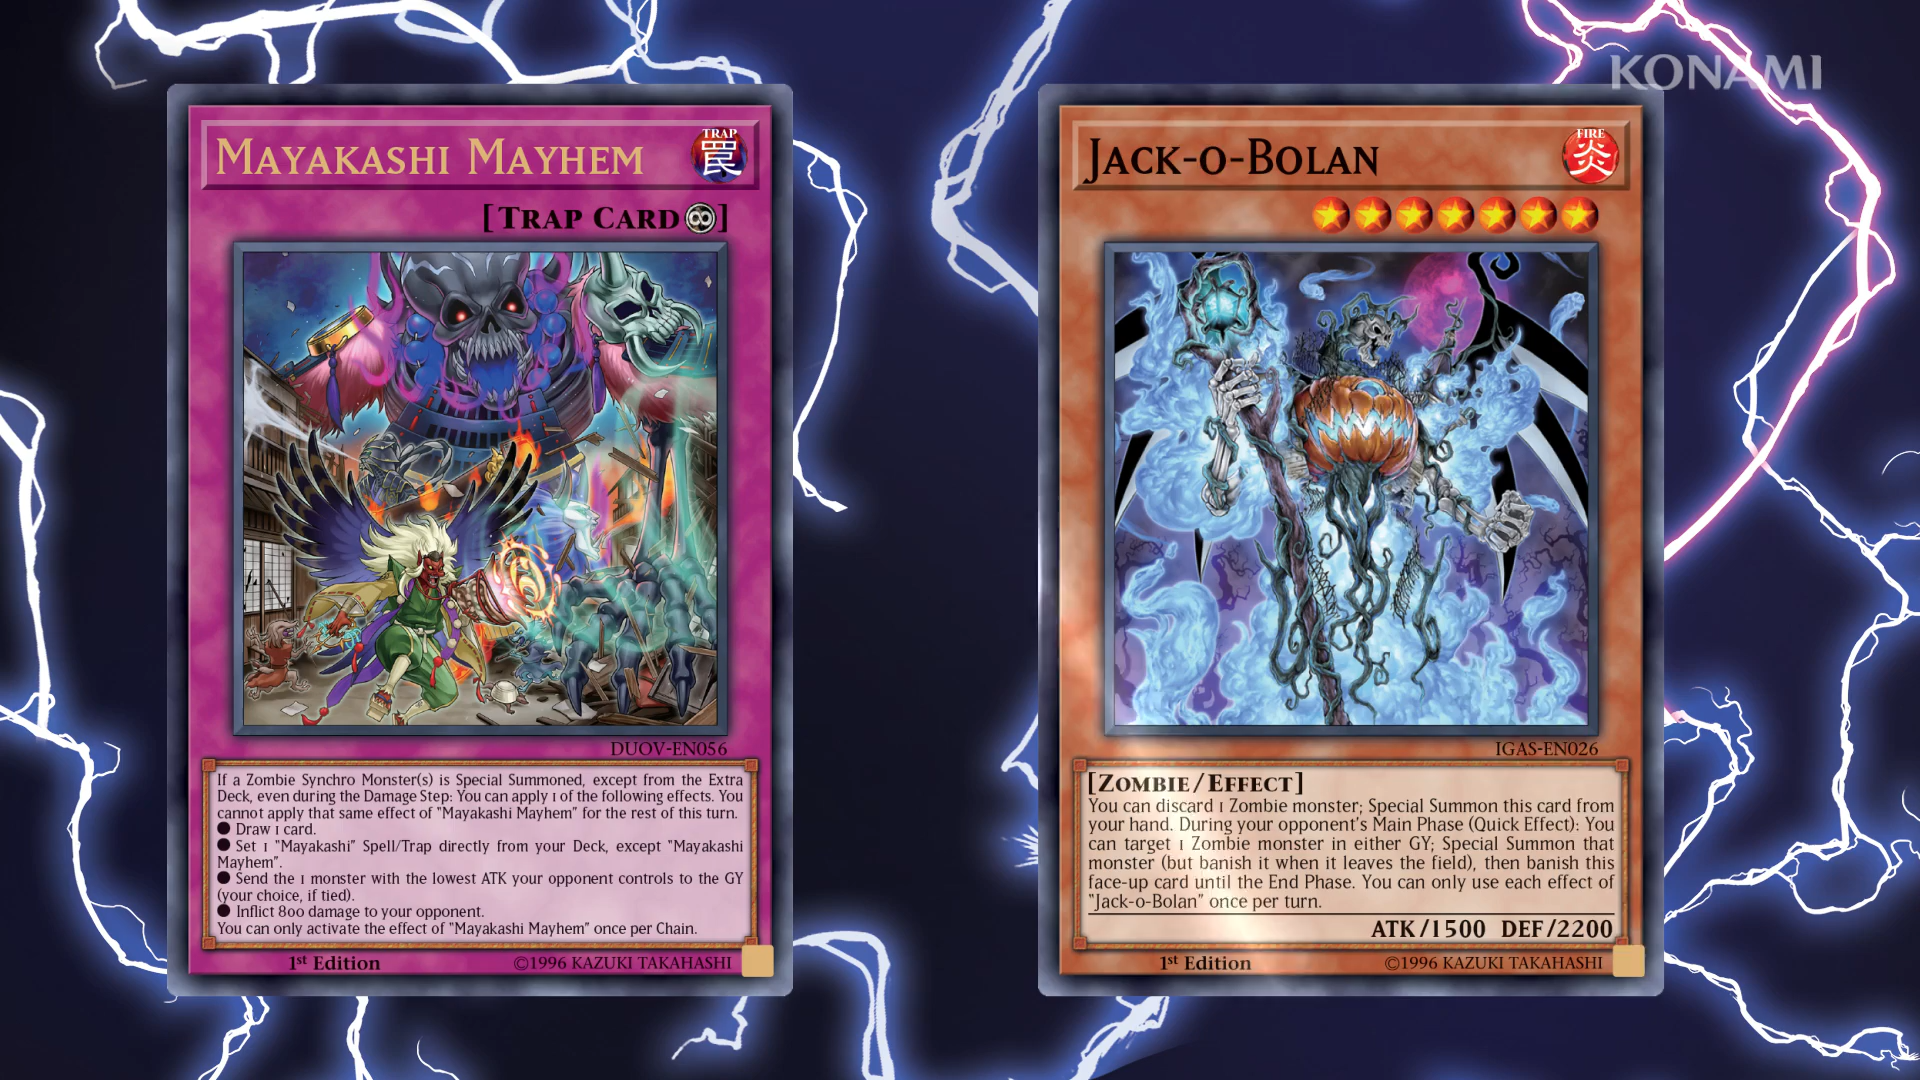 KONAMI
MAYAKASHI MAYHEM
TRAP
罠
[TRAP CARD]
DUOV-EN056
If a Zombie Synchro Monster(s) is Special Summoned, except from the Extra
Deck, even during the Damage Step: You can apply 1 of the following effects. You
cannot apply that same effect of "Mayakashi Mayhem" for the rest of this turn.
● Draw 1 card.
● Set 1 "Mayakashi" Spell/Trap directly from your Deck, except "Mayakashi
Mayhem".
● Send the 1 monster with the lowest ATK your opponent controls to the GY
(your choice, if tied).
● Inflict 800 damage to your opponent.
You can only activate the effect of "Mayakashi Mayhem" once per Chain.
1st Edition
©1996 KAZUKI TAKAHASHI
JACK-O-BOLAN
FIRE
炎
IGAS-EN026
[ZOMBIE/EFFECT]
You can discard 1 Zombie monster; Special Summon this card from
your hand. During your opponent's Main Phase (Quick Effect): You
can target 1 Zombie monster in either GY; Special Summon that
monster (but banish it when it leaves the field), then banish this
face-up card until the End Phase. You can only use each effect of
"Jack-o-Bolan" once per turn.
ATK/1500 DEF/2200
1st Edition
©1996 KAZUKI TAKAHASHI